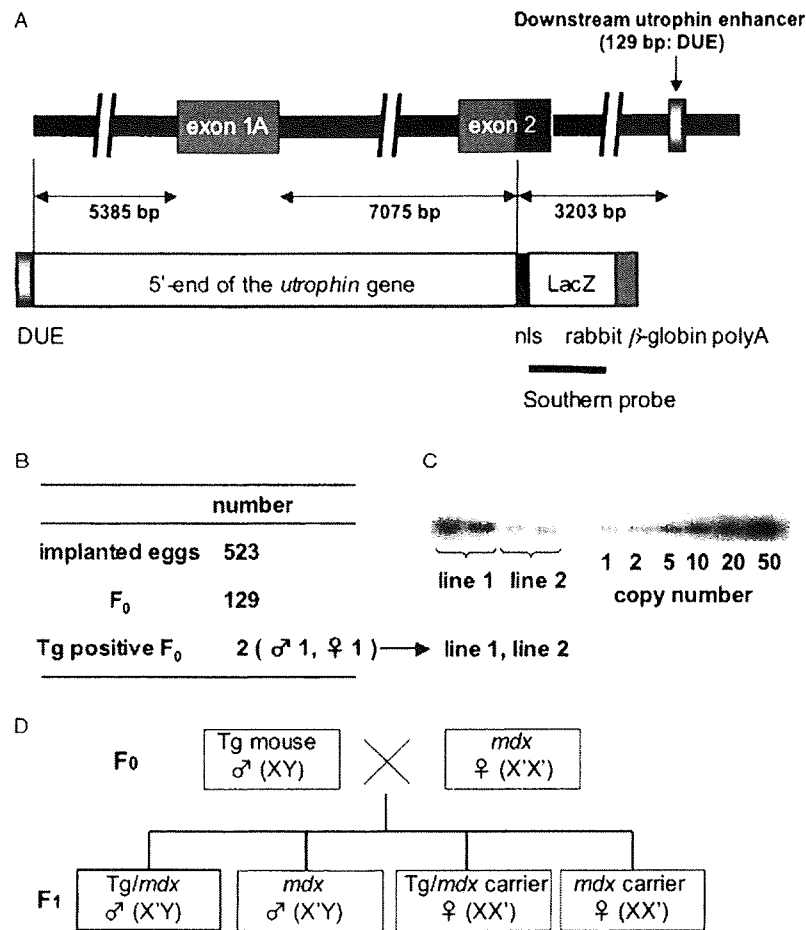 A
Downstream utrophin enhancer
(129 bp: DUE)
exon 1A
exon 2
5385 bp
7075 bp
3203 bp
5'-end of the utrophin gene
LacZ
DUE
nls rabbit β-globin polyA
Southern probe
B
number
implanted eggs 523
F₀ 129
Tg positive F₀ 2 ( ♂ 1, ♀ 1) line 1, line 2
C
line 1 line 2
1 2 5 10 20 50
copy number
D
F₀
Tg mouse
♂ (XY)
mdx
♀ (X'X')
F₁
Tg/mdx
♂ (X'Y)
mdx
♂ (X'Y)
Tg/mdx carrier
♀ (XX')
mdx carrier
♀ (XX')